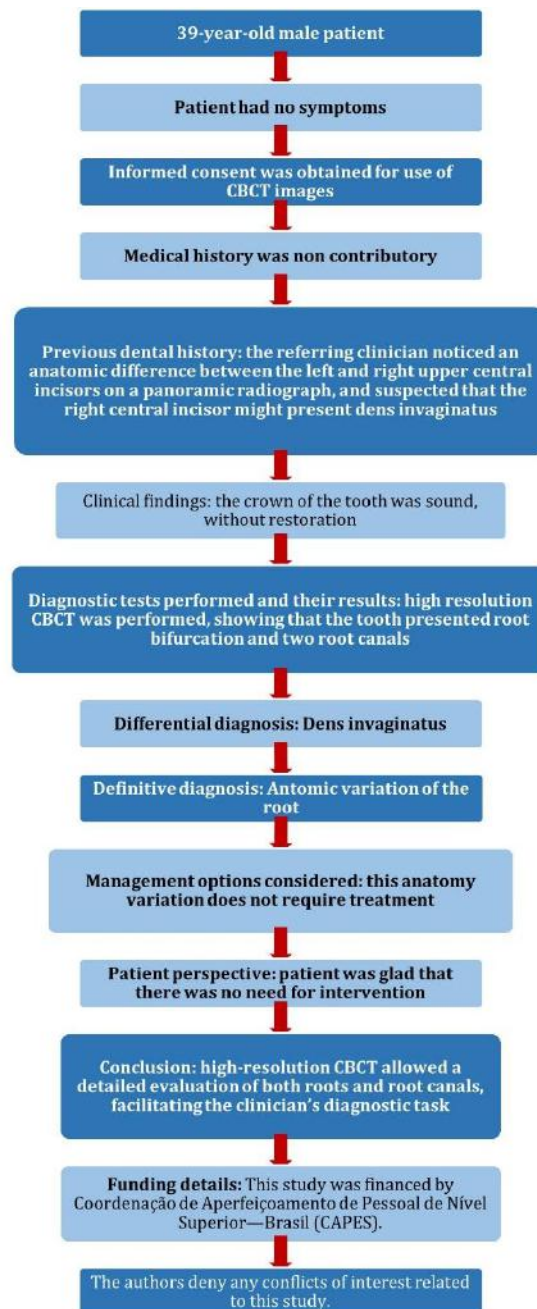 39-year-old male patient
Patient had no symptoms
Informed consent was obtained for use of
CBCT images
Medical history was non contributory
Previous dental history: the referring clinician noticed an
anatomic difference between the left and right upper central
incisors on a panoramic radiograph, and suspected that the
right central incisor might present dens invaginatus
Clinical findings: the crown of the tooth was sound,
without restoration
Diagnostic tests performed and their results: high resolution
CBCT was performed, showing that the tooth presented root
bifurcation and two root canals
Differential diagnosis: Dens invaginatus
Definitive diagnosis: Antomic variation of the
root
Management options considered: this anatomy
variation does not require treatment
Patient perspective: patient was glad that
there was no need for intervention
Conclusion: high-resolution CBCT allowed a
detailed evaluation of both roots and root canals,
facilitating the clinician's diagnostic task
Funding details: This study was financed by
Coordenação de Aperfeiçoamento de Pessoal de Nível
Superior—Brasil (CAPES).
The authors deny any conflicts of interest related
to this study.